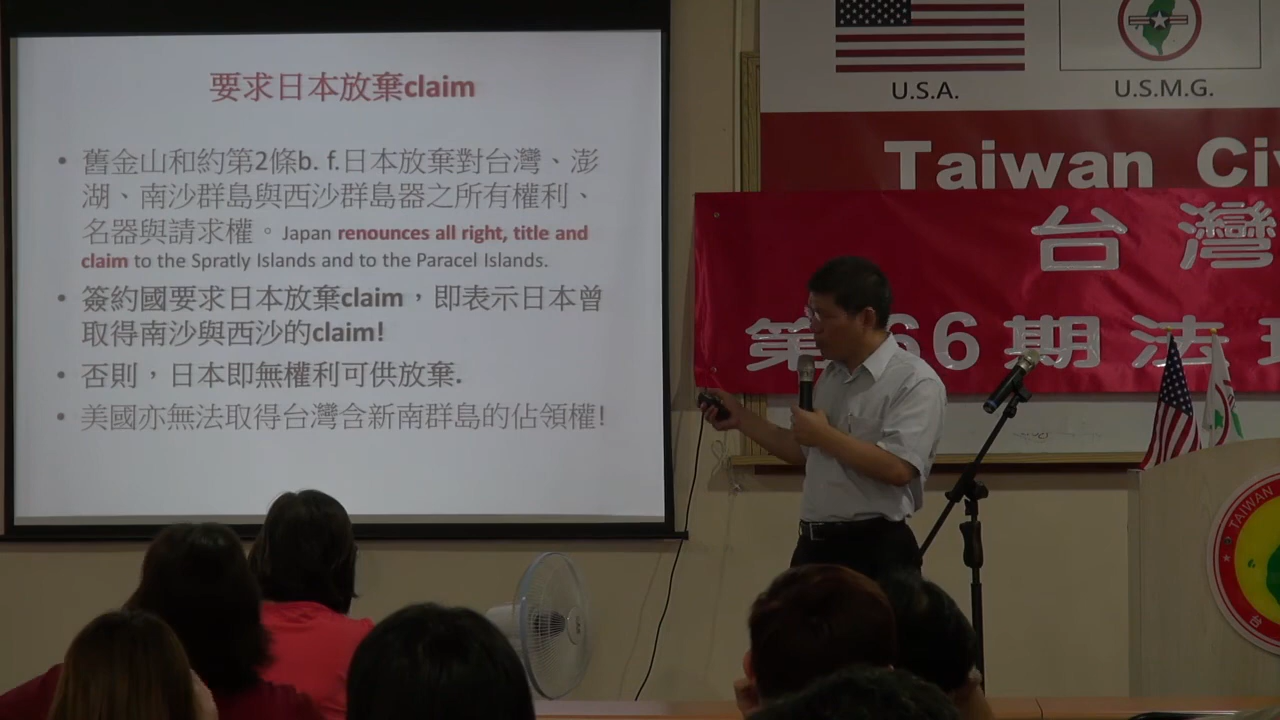 要求日本放棄claim
• 舊金山和約第2條b. f.日本放棄對台灣、澎
湖、南沙群島與西沙群島器之所有權利、
名器與請求權。Japan renounces all right, title and
claim to the Spratly Islands and to the Paracel Islands.
• 簽約國要求日本放棄claim，即表示日本曾
取得南沙與西沙的claim!
• 否則，日本即無權利可供放棄.
• 美國亦無法取得台灣含新南群島的佔領權!
U.S.A.
U.S.M.G.
Taiwan Ci
台灣
第 66期法
TAIWAN
台